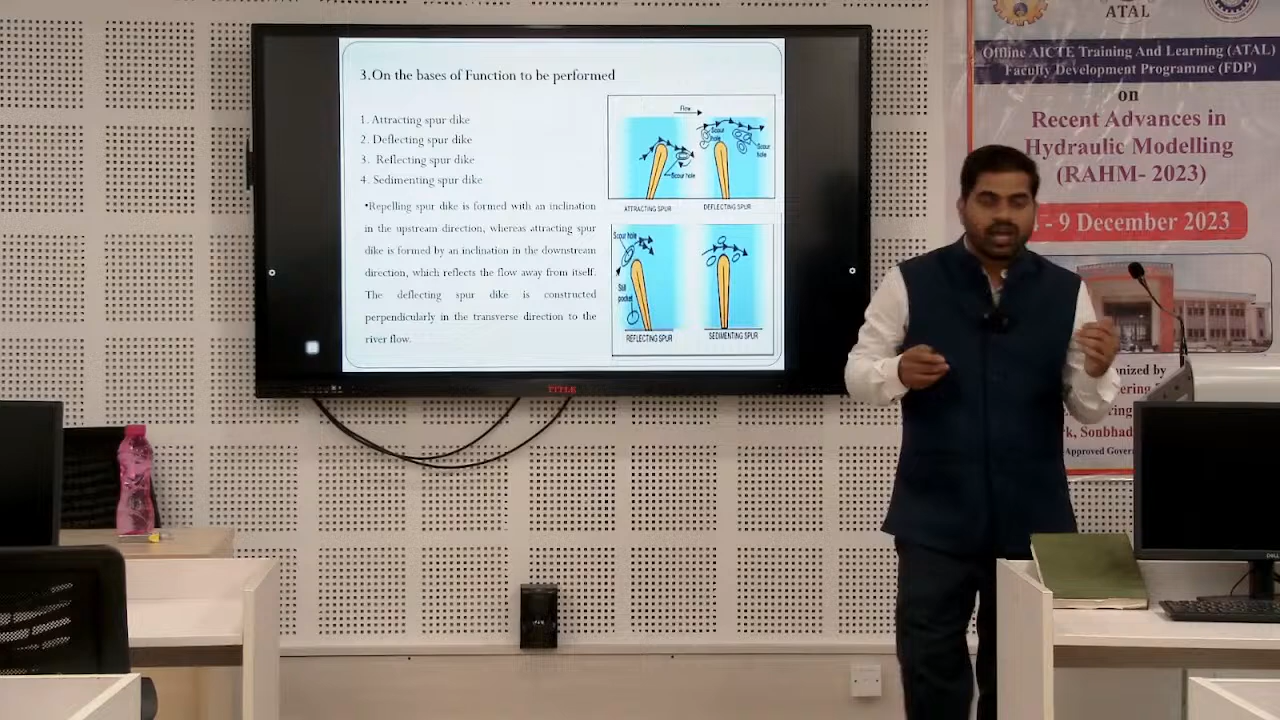 3.On the bases of Function to be performed
1. Attracting spur dike
2. Deflecting spur dike
3. Reflecting spur dike
4. Sedimenting spur dike
•Repelling spur dike is formed with an inclination
in the upstream direction, whereas attracting spur
dike is formed by an inclination in the downstream
direction, which reflects the flow away from itself.
The deflecting spur dike is constructed
perpendicularly in the transverse direction to the
river flow.
Flow
Scour
hole
Scour
hole
Scour hole
ATTRACTING SPUR
DEFLECTING SPUR
Scour hole
Still
pocket
REFLECTING SPUR
SEDIMENTING SPUR
TITLE
ATAL
Offline AICTE Training And Learning (ATAL)
Faculty Development Programme (FDP)
on
Recent Advances in
Hydraulic Modelling
(RAHM- 2023)
- 9 December 2023
by
Sonbhad
Approved
DELL